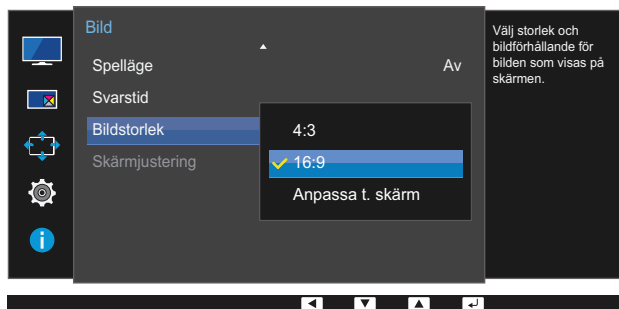 Bild
Spelläge Av
Svarstid
Bildstorlek
Skärmjustering
4:3
16:9
Anpassa t. skärm
Välj storlek och
bildförhållande för
bilden som visas på
skärmen.